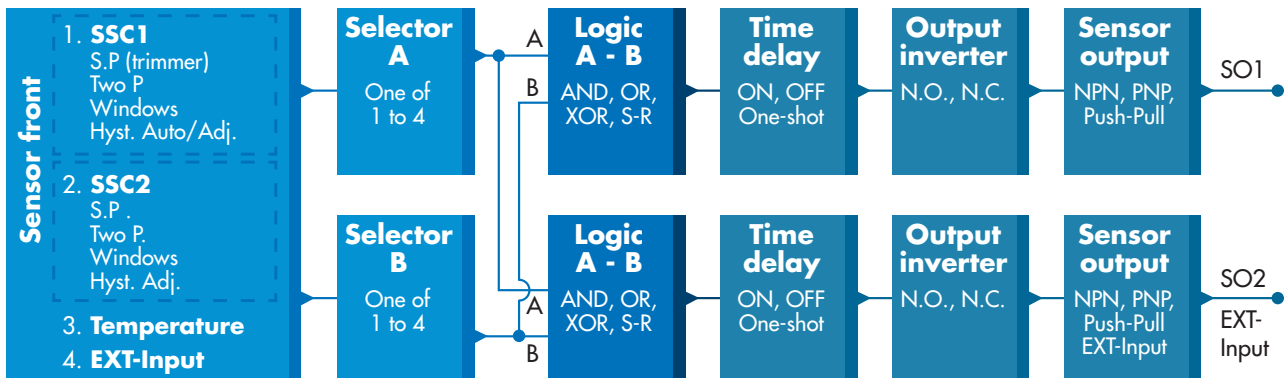 Sensor front
1. SSC1
S.P (trimmer)
Two P
Windows
Hyst. Auto/Adj.
2. SSC2
S.P .
Two P.
Windows
Hyst. Adj.
3. Temperature
4. EXT-Input
Selector
A
One of
1 to 4
A
B
Logic
A - B
AND, OR,
XOR, S-R
Time
delay
ON, OFF
One-shot
Output
inverter
N.O., N.C.
Sensor
output
NPN, PNP,
Push-Pull
SO1
Selector
B
One of
1 to 4
A
B
Logic
A - B
AND, OR,
XOR, S-R
Time
delay
ON, OFF
One-shot
Output
inverter
N.O., N.C.
Sensor
output
NPN, PNP,
Push-Pull
EXT-Input
SO2
EXT-
Input